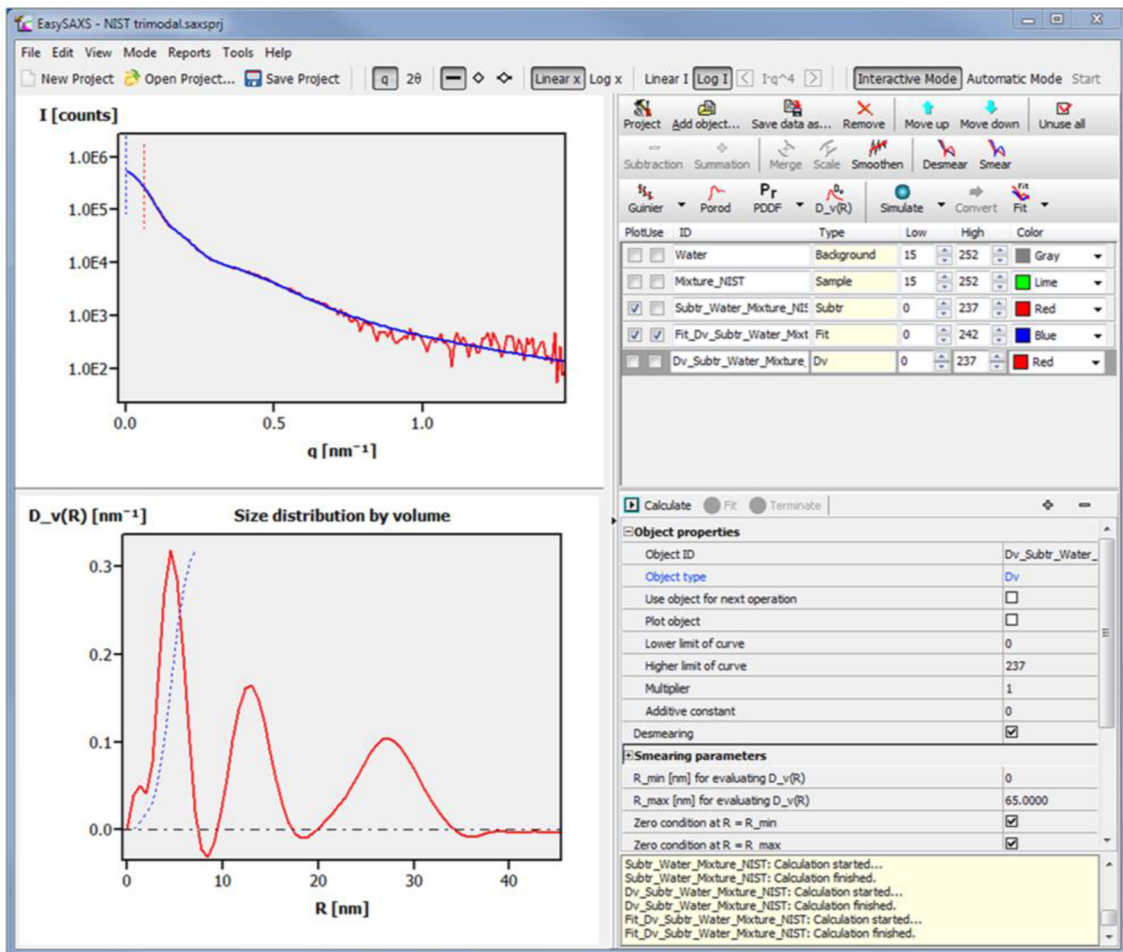 EasySAXS - NIST trimodal.saxsprj
File Edit View Mode Reports Tools Help
New Project Open Project... Save Project q 2θ Linear x Log x Linear I Log I I·q^4 Interactive Mode Automatic Mode Start
I [counts]
1.0E6
1.0E5
1.0E4
1.0E3
1.0E2
0.0 0.5 1.0
q [nm⁻¹]
Project Add object... Save data as... Remove Move up Move down Unuse all
Subtraction Summation Merge Scale Smoothen Desmear Smear
Pr Dv Fit
Guinier Porod PDDF D_v(R) Simulate Convert Fit
Plot Use ID Type Low High Color
Water Background 15 252 Gray
Mixture_NIST Sample 15 252 Lime
Subtr_Water_Mixture_NIS Subtr 0 237 Red
Fit_Dv_Subtr_Water_Mixt Fit 0 242 Blue
Dv_Subtr_Water_Mixture_ Dv 0 237 Red
D_v(R) [nm⁻¹] Size distribution by volume
0.3
0.2
0.1
0.0
0 10 20 30 40
R [nm]
Calculate Fit Terminate
Object properties
Object ID Dv_Subtr_Water_
Object type Dv
Use object for next operation
Plot object
Lower limit of curve 0
Higher limit of curve 237
Multiplier 1
Additive constant 0
Desmearing
Smearing parameters
R_min [nm] for evaluating D_v(R) 0
R_max [nm] for evaluating D_v(R) 65.0000
Zero condition at R = R_min
Zero condition at R = R_max
Subtr_Water_Mixture_NIST: Calculation started...
Subtr_Water_Mixture_NIST: Calculation finished.
Dv_Subtr_Water_Mixture_NIST: Calculation started...
Dv_Subtr_Water_Mixture_NIST: Calculation finished.
Fit_Dv_Subtr_Water_Mixture_NIST: Calculation started...
Fit_Dv_Subtr_Water_Mixture_NIST: Calculation finished.